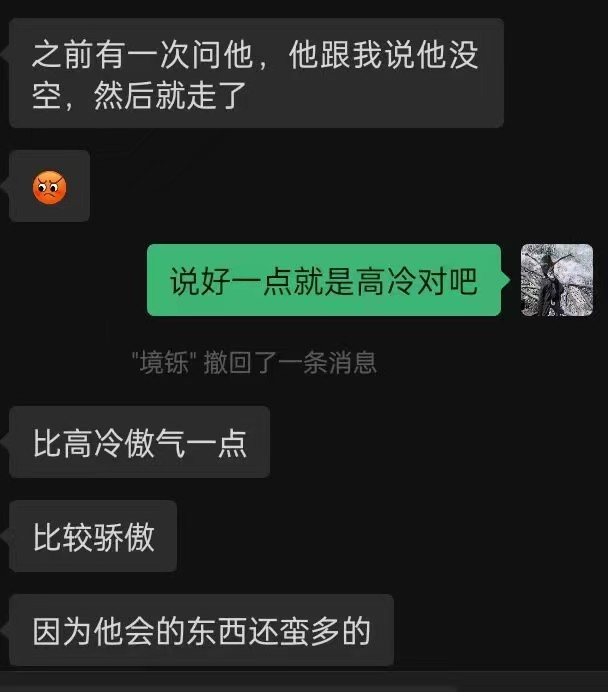 之前有一次问他，他跟我说他没
空，然后就走了
说好一点就是高冷对吧
"境铄" 撤回了一条消息
比高冷傲气一点
比较骄傲
因为他会的东西还蛮多的